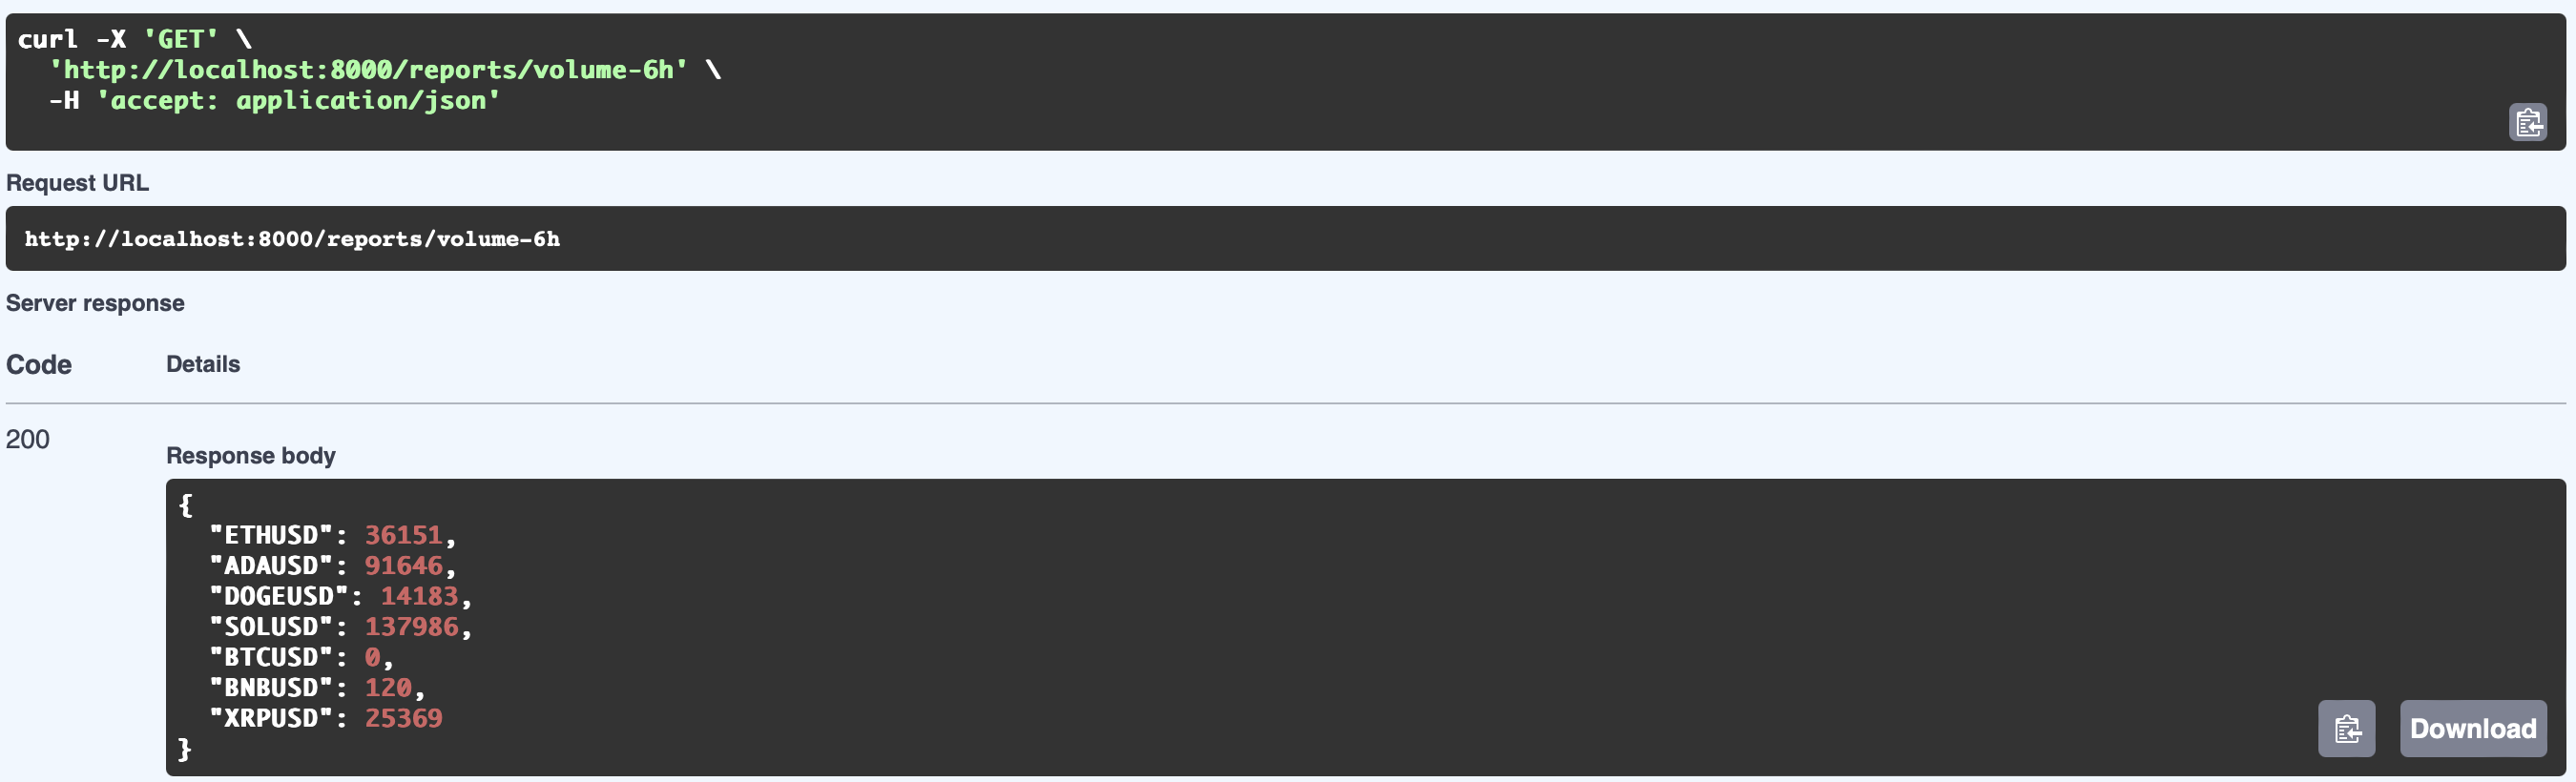 curl -X 'GET' \
  'http://localhost:8000/reports/volume-6h' \
  -H 'accept: application/json'
Request URL
http://localhost:8000/reports/volume-6h
Server response
Code Details
200
Response body
{
  "ETHUSD": 36151,
  "ADAUSD": 91646,
  "DOGEUSD": 14183,
  "SOLUSD": 137986,
  "BTCUSD": 0,
  "BNBUSD": 120,
  "XRPUSD": 25369
}
Download